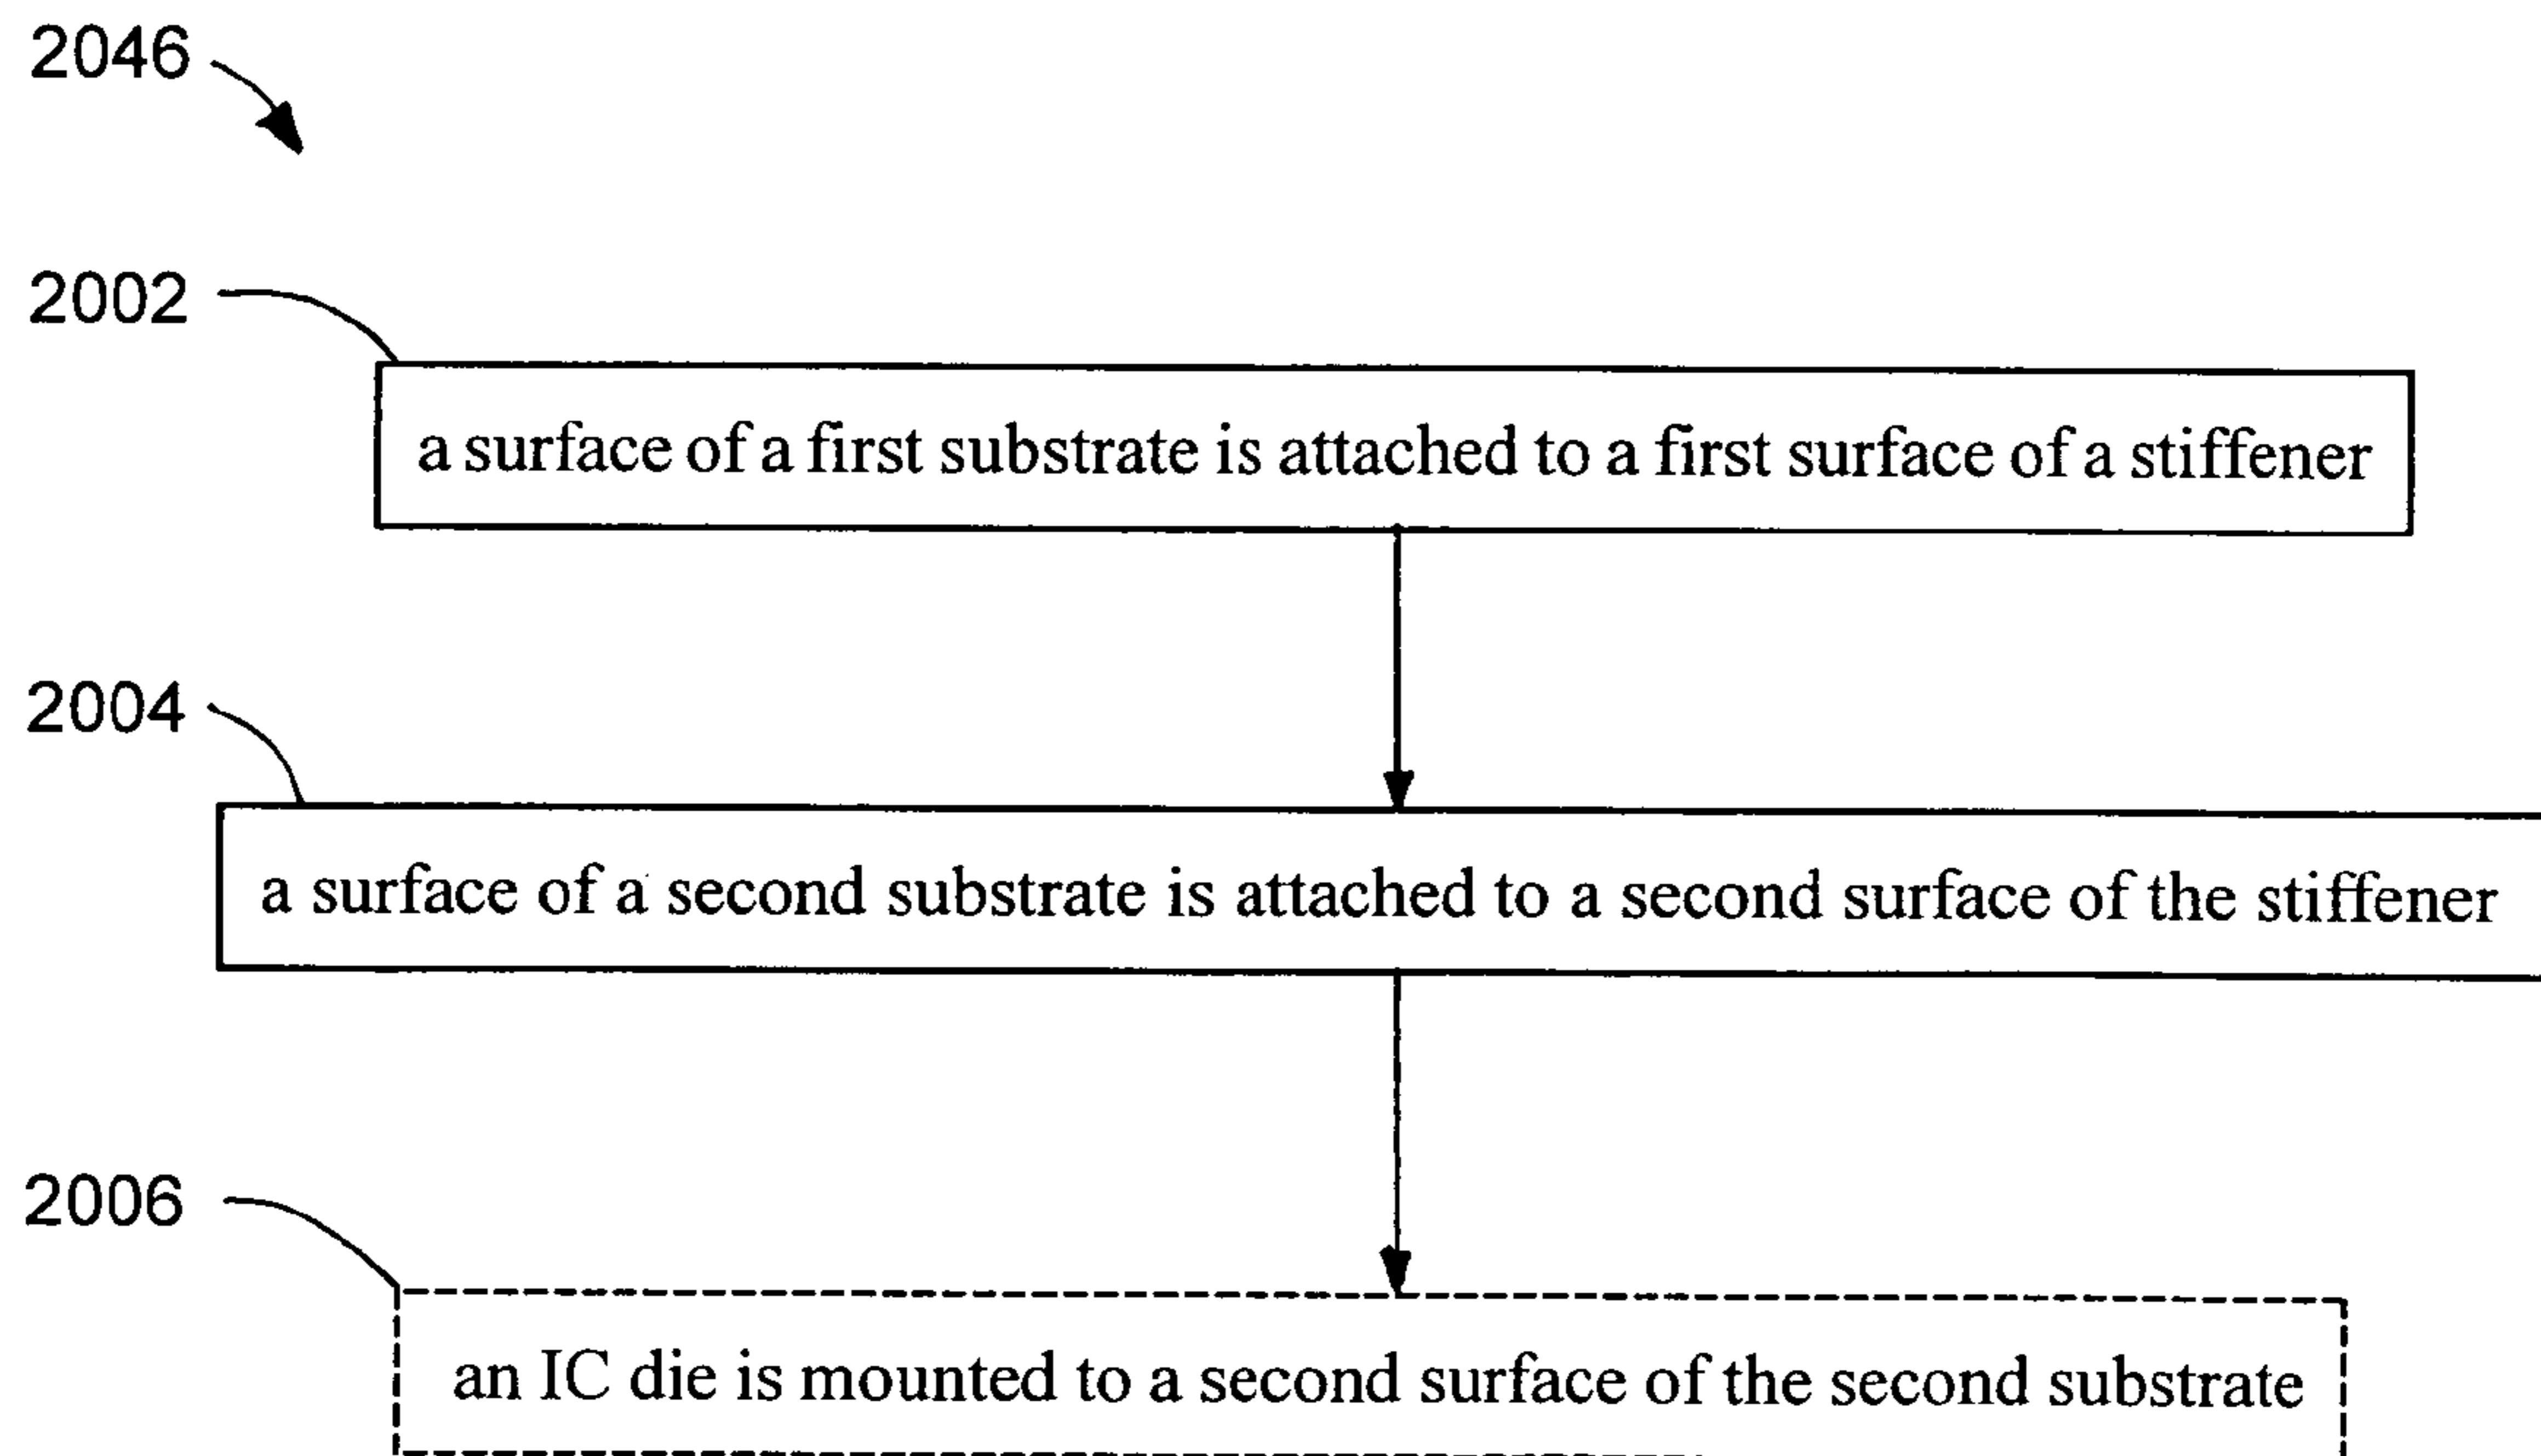 2046
2002
a surface of a first substrate is attached to a first surface of a stiffener
2004
a surface of a second substrate is attached to a second surface of the stiffener
2006
an IC die is mounted to a second surface of the second substrate